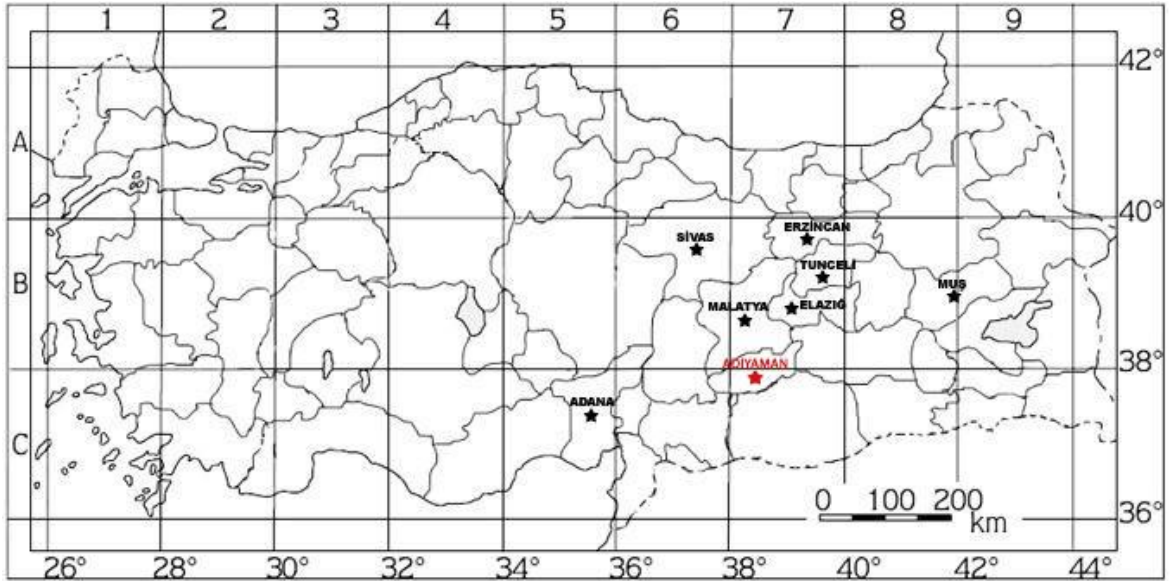 1 2 3 4 5 6 7 8 9
42°
A
40°
ERZİNCAN
SİVAS
TUNCELİ
B
MUŞ
MALATYA
ELAZIĞ
ADIYAMAN
38°
ADANA
C
0 100 200
km
36°
26° 28° 30° 32° 34° 36° 38° 40° 42° 44°